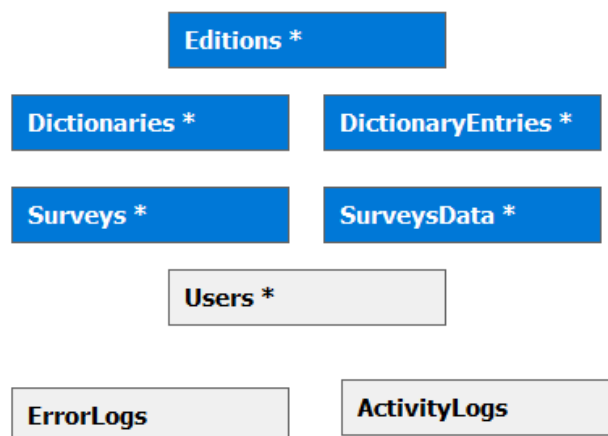 Editions *
Dictionaries *
DictionaryEntries *
Surveys *
SurveysData *
Users *
ErrorLogs
ActivityLogs